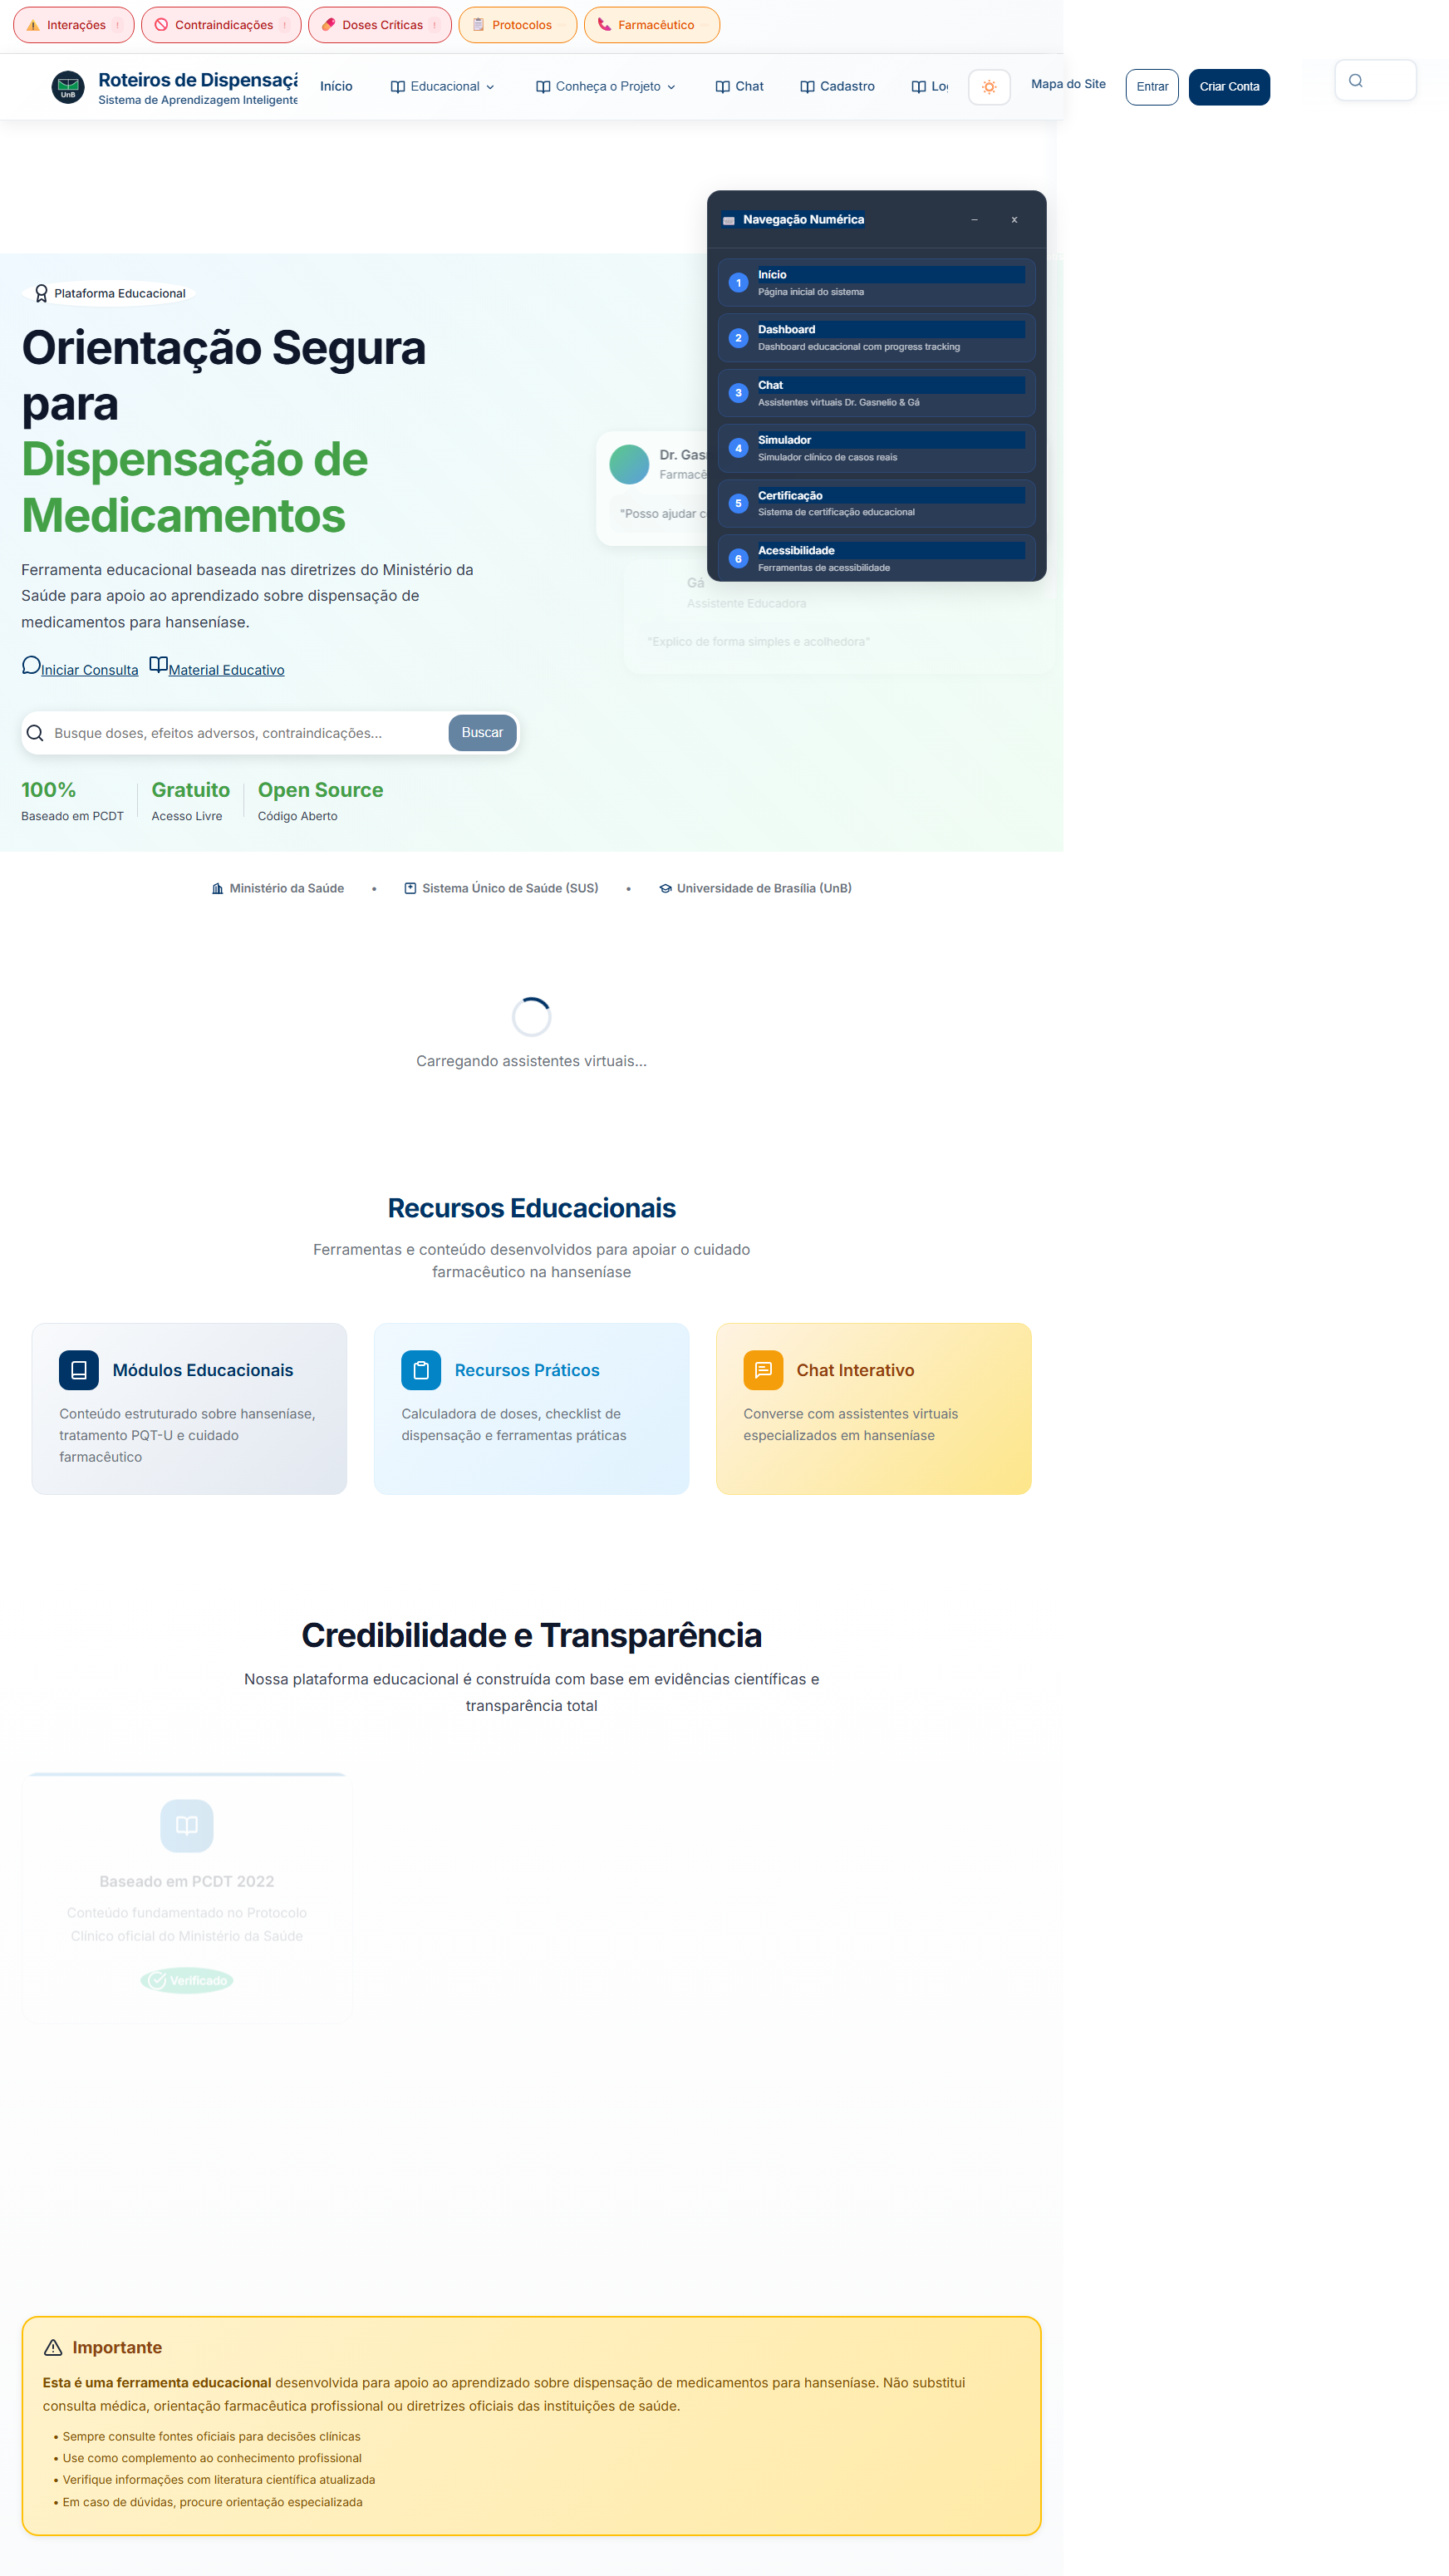 Interações !
Contraindicações !
Doses Críticas !
Protocolos
Farmacêutico
UnB
Roteiros de Dispensaçã
Sistema de Aprendizagem Inteligente
Início
Educacional
Conheça o Projeto
Chat
Cadastro
Lo
Mapa do Site
Entrar
Criar Conta
Navegação Numérica
–
x
1
Início
Página inicial do sistema
2
Dashboard
Dashboard educacional com progress tracking
3
Chat
Assistentes virtuais Dr. Gasnelio & Gá
4
Simulador
Simulador clínico de casos reais
5
Certificação
Sistema de certificação educacional
6
Acessibilidade
Ferramentas de acessibilidade
Plataforma Educacional
Orientação Segura
para
Dispensação de
Medicamentos
Ferramenta educacional baseada nas diretrizes do Ministério da
Saúde para apoio ao aprendizado sobre dispensação de
medicamentos para hanseníase.
Iniciar Consulta
Material Educativo
Busque doses, efeitos adversos, contraindicações...
Buscar
100%
Baseado em PCDT
Gratuito
Acesso Livre
Open Source
Código Aberto
Dr. Gas
Farmacê
"Posso ajudar c
Gá
Assistente Educadora
"Explico de forma simples e acolhedora"
Ministério da Saúde
•
Sistema Único de Saúde (SUS)
•
Universidade de Brasília (UnB)
Carregando assistentes virtuais...
Recursos Educacionais
Ferramentas e conteúdo desenvolvidos para apoiar o cuidado
farmacêutico na hanseníase
Módulos Educacionais
Conteúdo estruturado sobre hanseníase,
tratamento PQT-U e cuidado
farmacêutico
Recursos Práticos
Calculadora de doses, checklist de
dispensação e ferramentas práticas
Chat Interativo
Converse com assistentes virtuais
especializados em hanseníase
Credibilidade e Transparência
Nossa plataforma educacional é construída com base em evidências científicas e
transparência total
Baseado em PCDT 2022
Conteúdo fundamentado no Protocolo
Clínico oficial do Ministério da Saúde
Verificado
Importante
Esta é uma ferramenta educacional desenvolvida para apoio ao aprendizado sobre dispensação de medicamentos para hanseníase. Não substitui
consulta médica, orientação farmacêutica profissional ou diretrizes oficiais das instituições de saúde.
• Sempre consulte fontes oficiais para decisões clínicas
• Use como complemento ao conhecimento profissional
• Verifique informações com literatura científica atualizada
• Em caso de dúvidas, procure orientação especializada